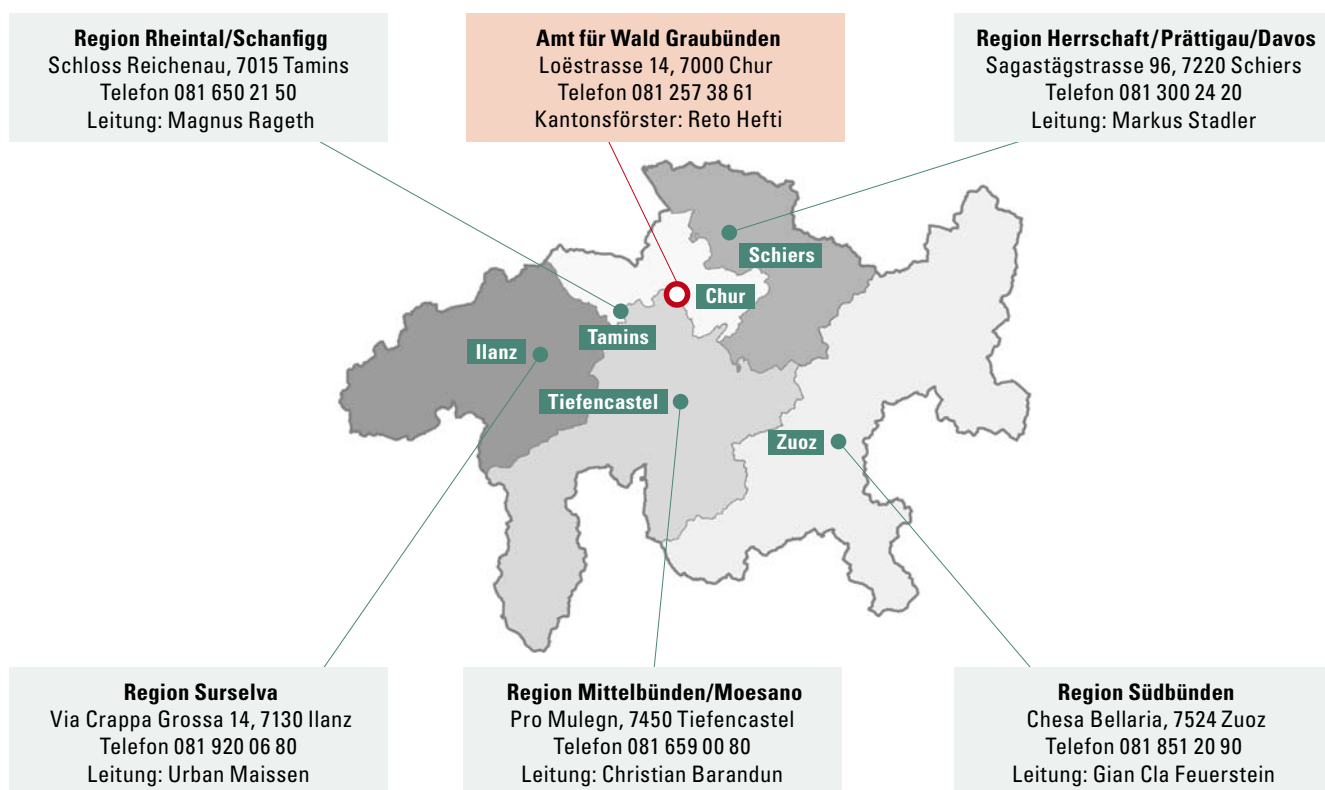 Region Rheintal/Schanfigg
Schloss Reichenau, 7015 Tamins
Telefon 081 650 21 50
Leitung: Magnus Rageth
Amt für Wald Graubünden
Loëstrasse 14, 7000 Chur
Telefon 081 257 38 61
Kantonsförster: Reto Hefti
Region Herrschaft/Prättigau/Davos
Sagastägstrasse 96, 7220 Schiers
Telefon 081 300 24 20
Leitung: Markus Stadler
Schiers
Chur
Tamins
Ilanz
Tiefencastel
Zuoz
Region Surselva
Via Crappa Grossa 14, 7130 Ilanz
Telefon 081 920 06 80
Leitung: Urban Maissen
Region Mittelbünden/Moesano
Pro Mulegn, 7450 Tiefencastel
Telefon 081 659 00 80
Leitung: Christian Barandun
Region Südbünden
Chesa Bellaria, 7524 Zuoz
Telefon 081 851 20 90
Leitung: Gian Cla Feuerstein